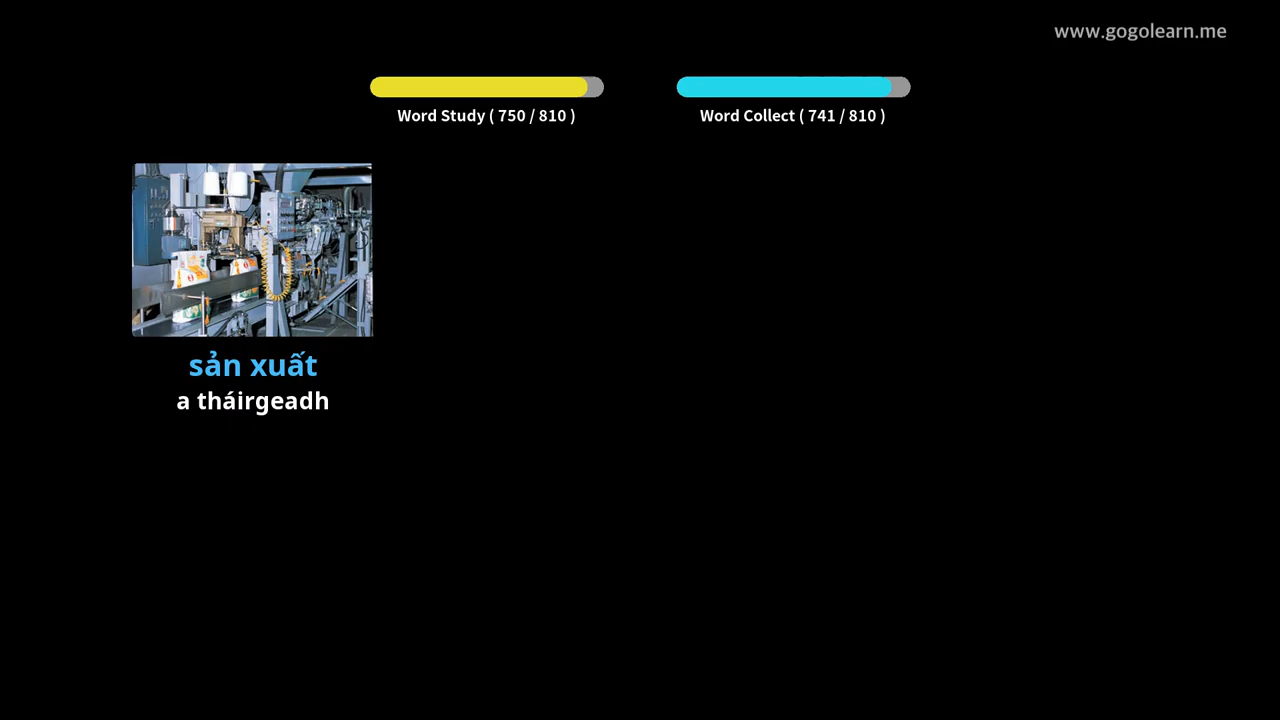 www.gogolearn.me
Word Study ( 750 / 810 )
Word Collect ( 741 / 810 )
sản xuất
a tháirgeadh